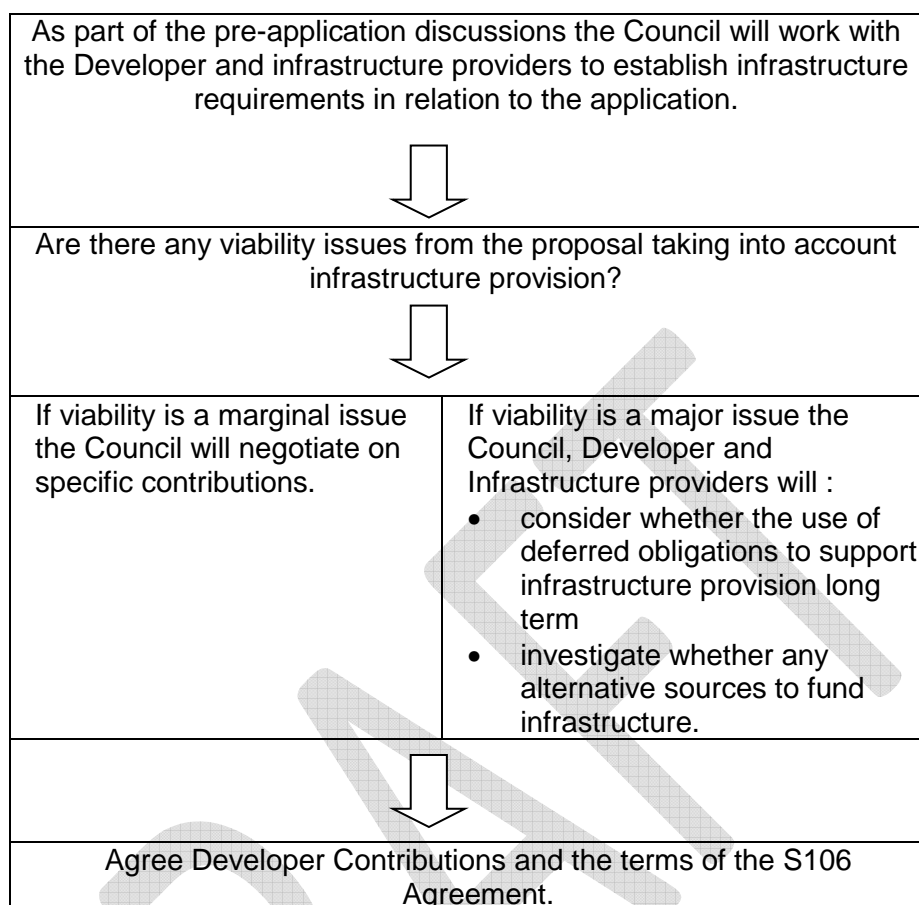 As part of the pre-application discussions the Council will work with
the Developer and infrastructure providers to establish infrastructure
requirements in relation to the application.
Are there any viability issues from the proposal taking into account
infrastructure provision?
If viability is a marginal issue
the Council will negotiate on
specific contributions.
If viability is a major issue the
Council, Developer and
Infrastructure providers will :
• consider whether the use of
deferred obligations to support
infrastructure provision long
term
• investigate whether any
alternative sources to fund
infrastructure.
Agree Developer Contributions and the terms of the S106
Agreement.
DRAFT